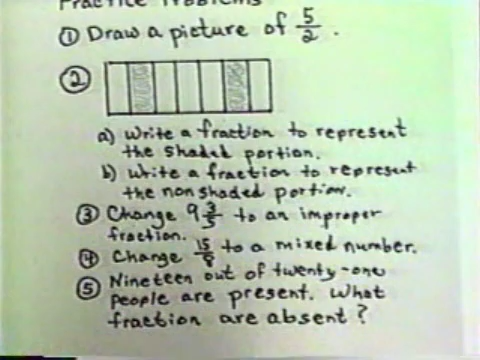 Practice Problems
① Draw a picture of 5/2.
②
a) Write a fraction to represent
the shaded portion.
b) Write a fraction to represent
the nonshaded portion.
③ Change 9 3/5 to an improper
fraction.
④ Change 15/8 to a mixed number.
⑤ Nineteen out of twenty-one
people are present. What
fraction are absent?